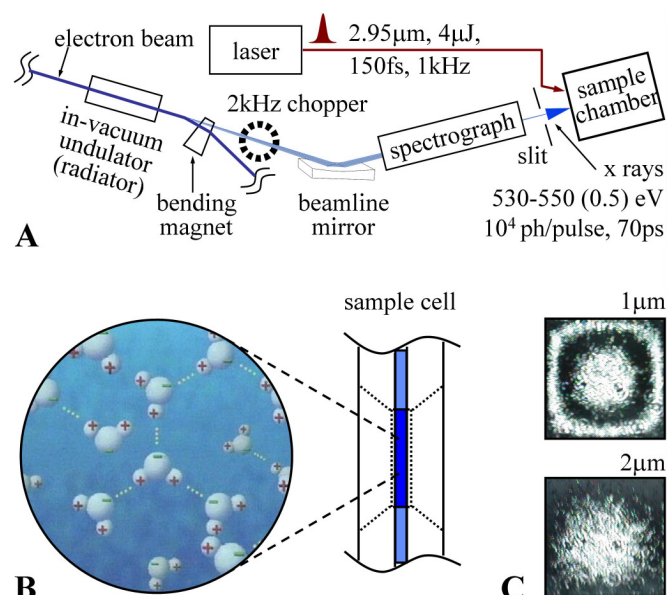 electron beam
laser
2.95μm, 4μJ,
150fs, 1kHz
sample
chamber
2kHz chopper
in-vacuum
undulator
(radiator)
spectrograph
slit
bending
magnet
beamline
mirror
x rays
530-550 (0.5) eV
10⁴ ph/pulse, 70ps
A
sample cell
1μm
2μm
B
C